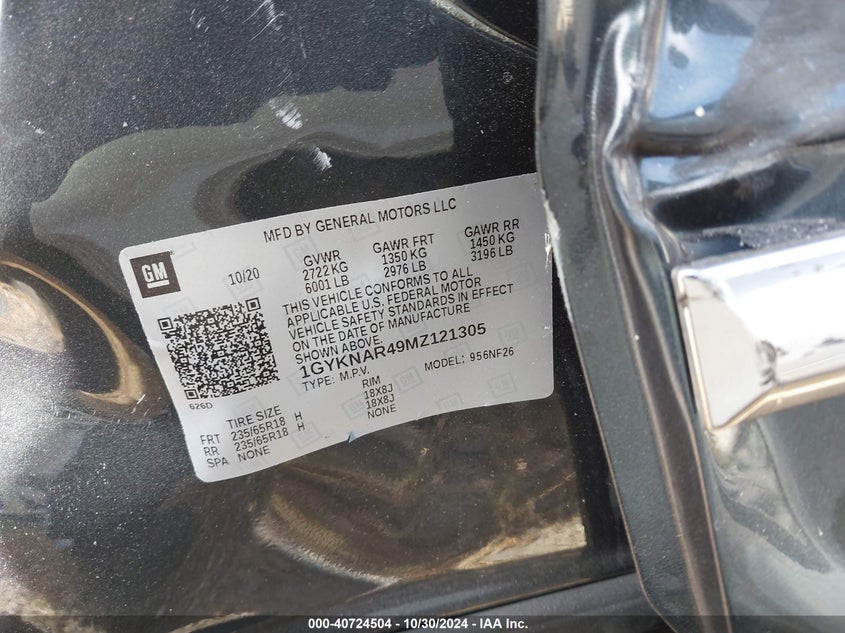 MFD BY GENERAL MOTORS LLC
GM
10/20
GVWR
2722 KG
6001 LB
GAWR FRT
1350 KG
2976 LB
GAWR RR
1450 KG
3196 LB
THIS VEHICLE CONFORMS TO ALL
APPLICABLE U.S. FEDERAL MOTOR
VEHICLE SAFETY STANDARDS IN EFFECT
ON THE DATE OF MANUFACTURE
SHOWN ABOVE.
1GYKNAR49MZ121305
TYPE: M.P.V.
MODEL: 956NF26
626D
TIRE SIZE RIM
FRT 235/65R18 H 18X8J
RR 235/65R18 H 18X8J
SPA NONE NONE
000-40724504 - 10/30/2024 - IAA Inc.